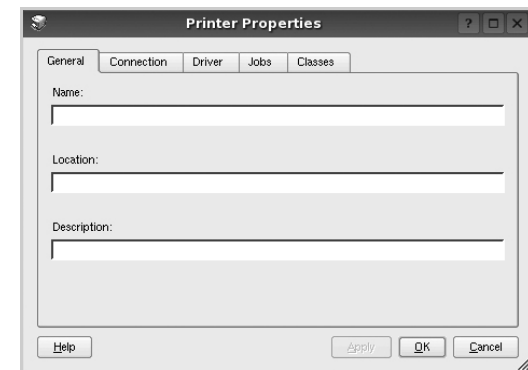 Printer Properties
?
General Connection Driver Jobs Classes
Name:
Location:
Description:
Help Apply OK Cancel